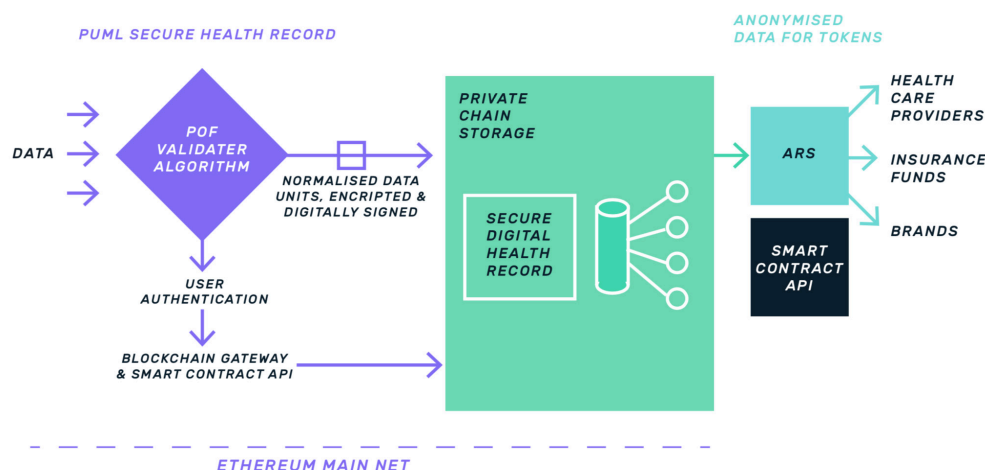 PUML SECURE HEALTH RECORD
ANONYMISED
DATA FOR TOKENS
DATA
POF
VALIDATER
ALGORITHM
NORMALISED DATA
UNITS, ENCRIPTED &
DIGITALLY SIGNED
USER
AUTHENTICATION
BLOCKCHAIN GATEWAY
& SMART CONTRACT API
PRIVATE
CHAIN
STORAGE
SECURE
DIGITAL
HEALTH
RECORD
ARS
SMART
CONTRACT
API
HEALTH
CARE
PROVIDERS
INSURANCE
FUNDS
BRANDS
ETHEREUM MAIN NET